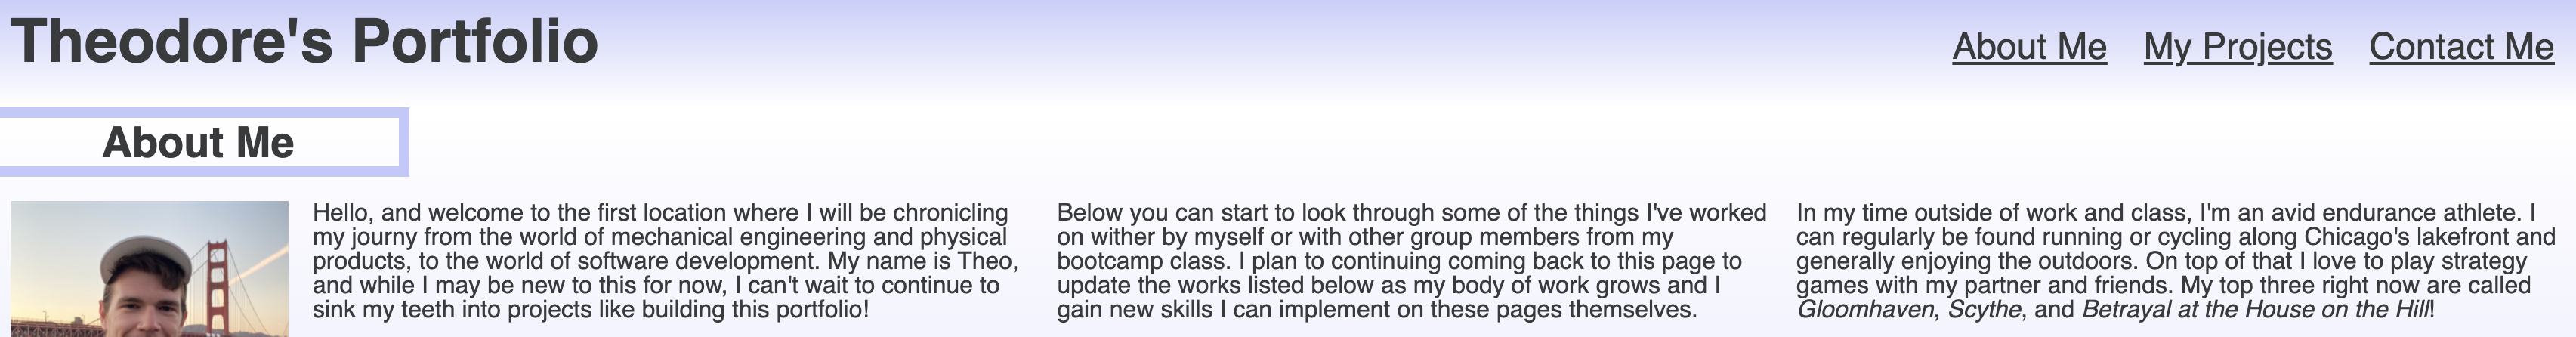 Theodore's Portfolio
About Me My Projects Contact Me
About Me
Hello, and welcome to the first location where I will be chronicling
my journy from the world of mechanical engineering and physical
products, to the world of software development. My name is Theo,
and while I may be new to this for now, I can't wait to continue to
sink my teeth into projects like building this portfolio!
Below you can start to look through some of the things I've worked
on wither by myself or with other group members from my
bootcamp class. I plan to continuing coming back to this page to
update the works listed below as my body of work grows and I
gain new skills I can implement on these pages themselves.
In my time outside of work and class, I'm an avid endurance athlete. I
can regularly be found running or cycling along Chicago's lakefront and
generally enjoying the outdoors. On top of that I love to play strategy
games with my partner and friends. My top three right now are called
Gloomhaven, Scythe, and Betrayal at the House on the Hill!